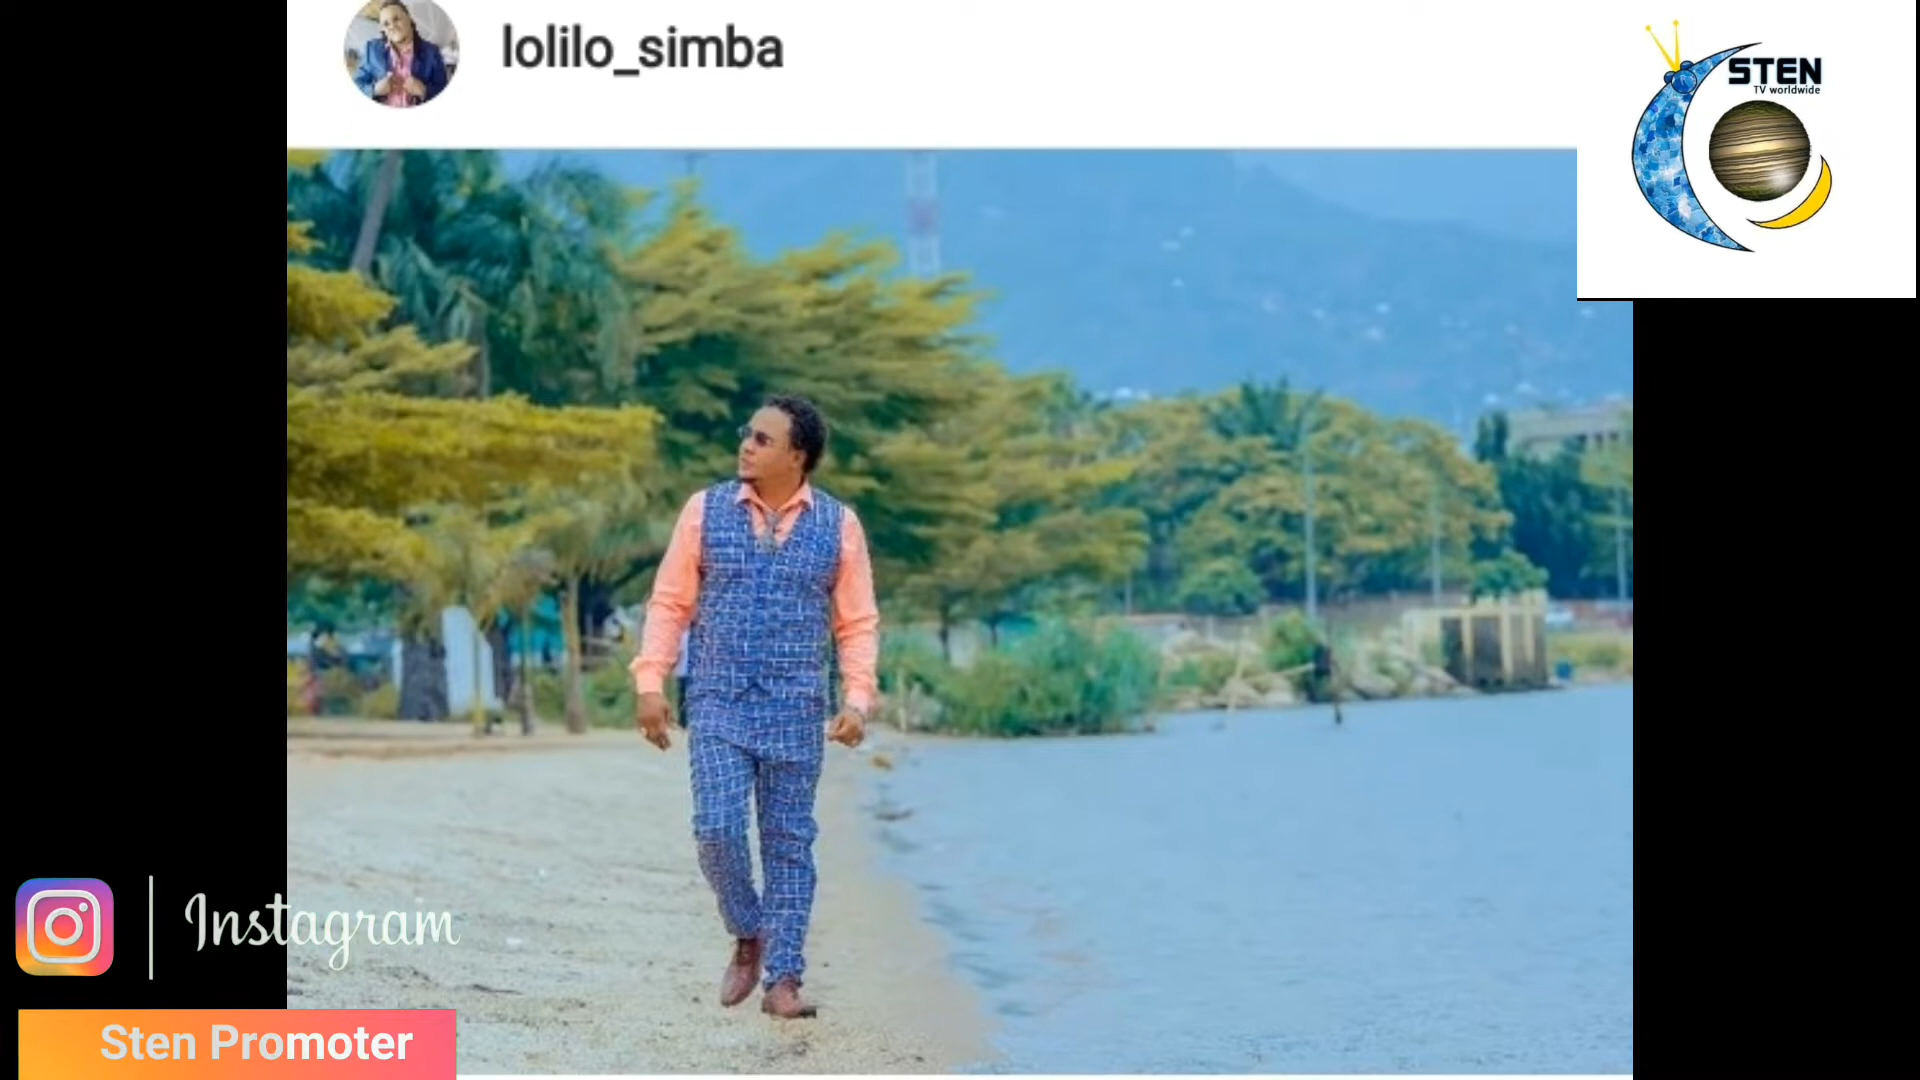 lolilo_simba
STEN
TV worldwide
Instagram
Sten Promoter